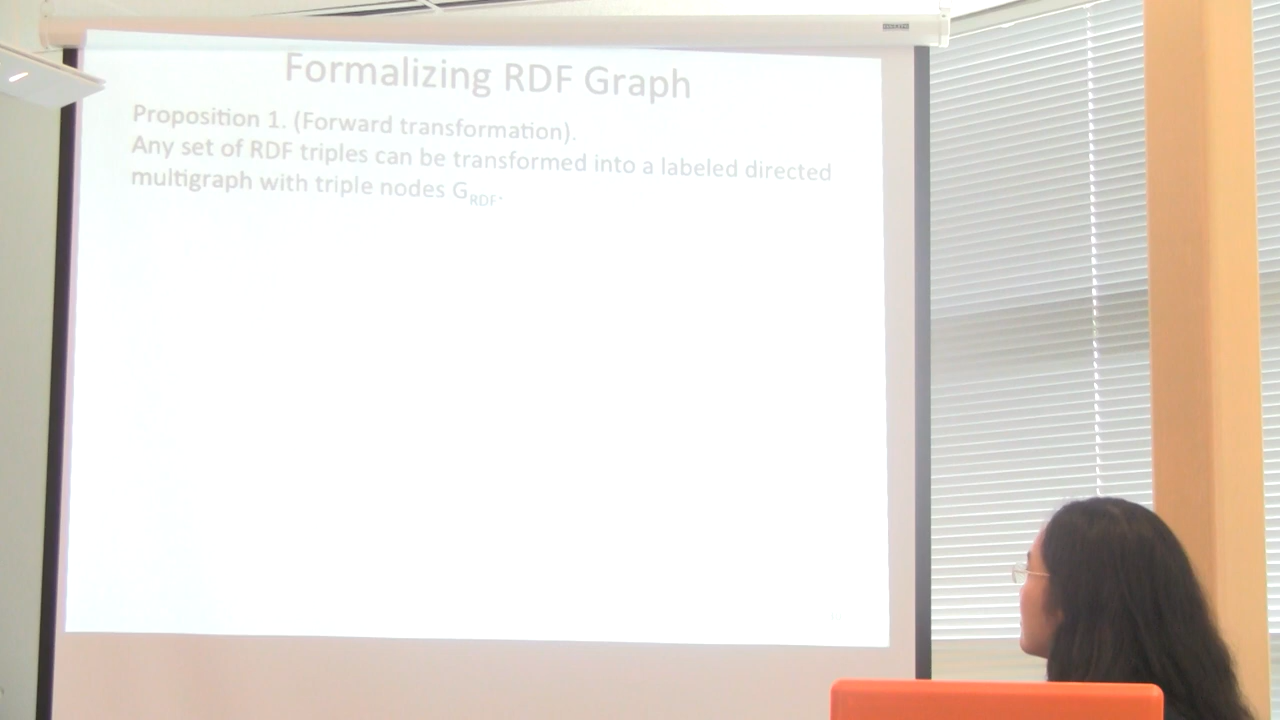 Formalizing RDF Graph
Proposition 1. (Forward transformation).
Any set of RDF triples can be transformed into a labeled directed
multigraph with triple nodes G_RDF.